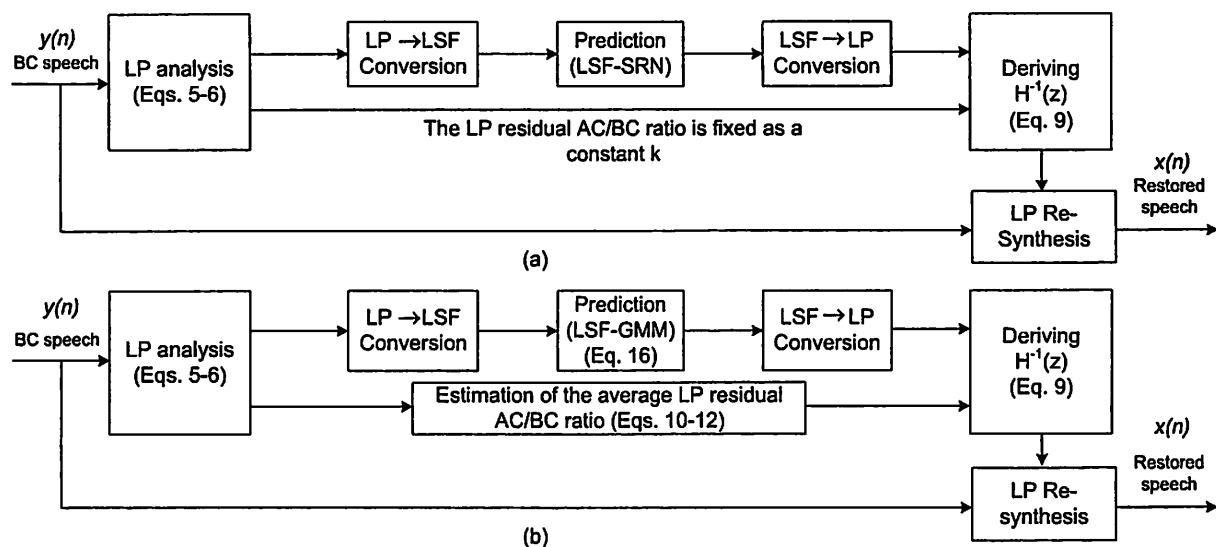 y(n)
BC speech
LP analysis
(Eqs. 5-6)
LP →LSF
Conversion
Prediction
(LSF-SRN)
LSF→LP
Conversion
Deriving
H⁻¹(z)
(Eq. 9)
The LP residual AC/BC ratio is fixed as a
constant k
x(n)
Restored
speech
LP Re-
Synthesis
(a)
y(n)
BC speech
LP analysis
(Eqs. 5-6)
LP →LSF
Conversion
Prediction
(LSF-GMM)
(Eq. 16)
LSF→LP
Conversion
Deriving
H⁻¹(z)
(Eq. 9)
Estimation of the average LP residual
AC/BC ratio (Eqs. 10-12)
x(n)
Restored
speech
LP Re-
synthesis
(b)